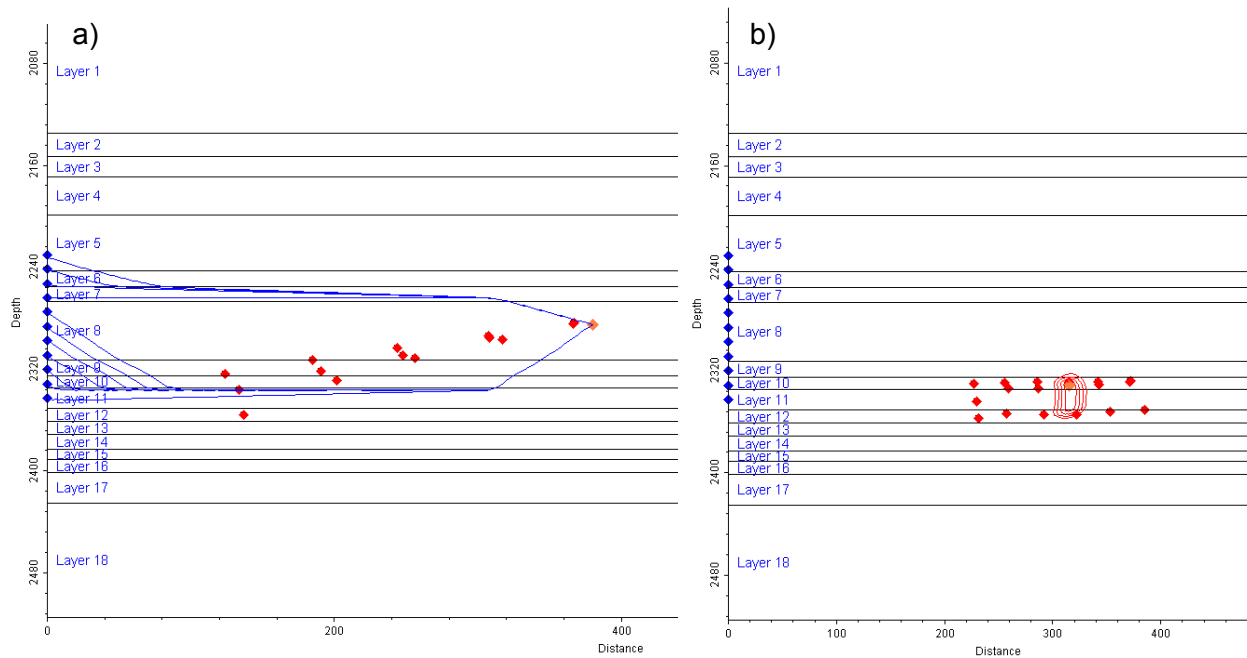 a)
Layer 1
Layer 2
Layer 3
Layer 4
Layer 5
Layer 6
Layer 7
Layer 8
Layer 9
Layer 10
Layer 11
Layer 12
Layer 13
Layer 14
Layer 15
Layer 16
Layer 17
Layer 18
2080
2160
2240
2320
2400
2480
Depth
0
200
400
Distance
b)
Layer 1
Layer 2
Layer 3
Layer 4
Layer 5
Layer 6
Layer 7
Layer 8
Layer 9
Layer 10
Layer 11
Layer 12
Layer 13
Layer 14
Layer 15
Layer 16
Layer 17
Layer 18
2080
2160
2240
2320
2400
2480
Depth
0
100
200
300
400
Distance